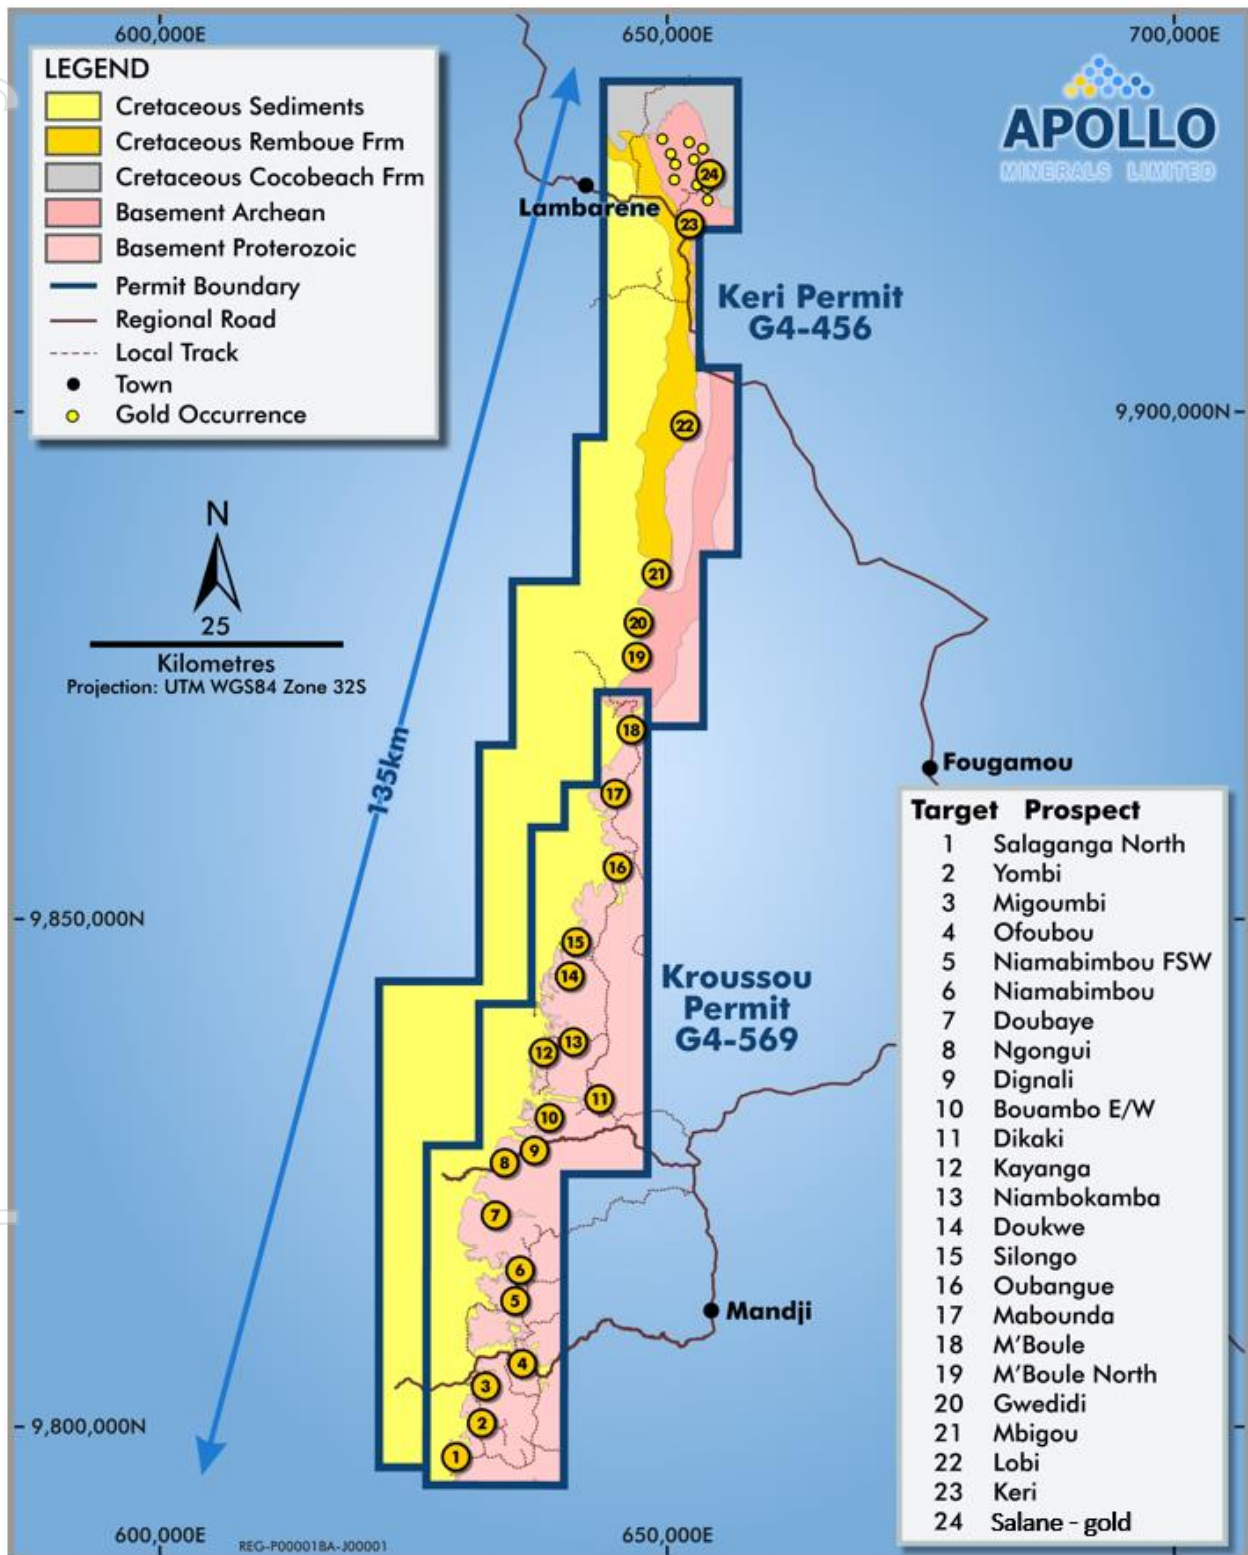 600,000E
650,000E
700,000E
LEGEND
Cretaceous Sediments
Cretaceous Remboue Frm
Cretaceous Cocobeach Frm
Basement Archean
Basement Proterozoic
Permit Boundary
Regional Road
Local Track
Town
Gold Occurrence
APOLLO
MINERALS LIMITED
24
Lambarene
23
Keri Permit
G4-456
9,900,000N
22
N
25
Kilometres
Projection: UTM WGS84 Zone 32S
21
20
19
18
135km
Fougamou
17
16
9,850,000N
15
14
Kroussou
Permit
G4-569
13
12
11
10
9
8
7
6
5
Mandji
4
3
2
9,800,000N
1
Target Prospect
1 Salaganga North
2 Yombi
3 Migoumbi
4 Ofoubou
5 Niamabimbou FSW
6 Niamabimbou
7 Doubaye
8 Ngongui
9 Dignali
10 Bouambo E/W
11 Dikaki
12 Kayanga
13 Niambokamba
14 Doukwe
15 Silongo
16 Oubangue
17 Mabounda
18 M'Boule
19 M'Boule North
20 Gwedidi
21 Mbigou
22 Lobi
23 Keri
24 Salane - gold
600,000E
REG-P000018A-J00001
650,000E